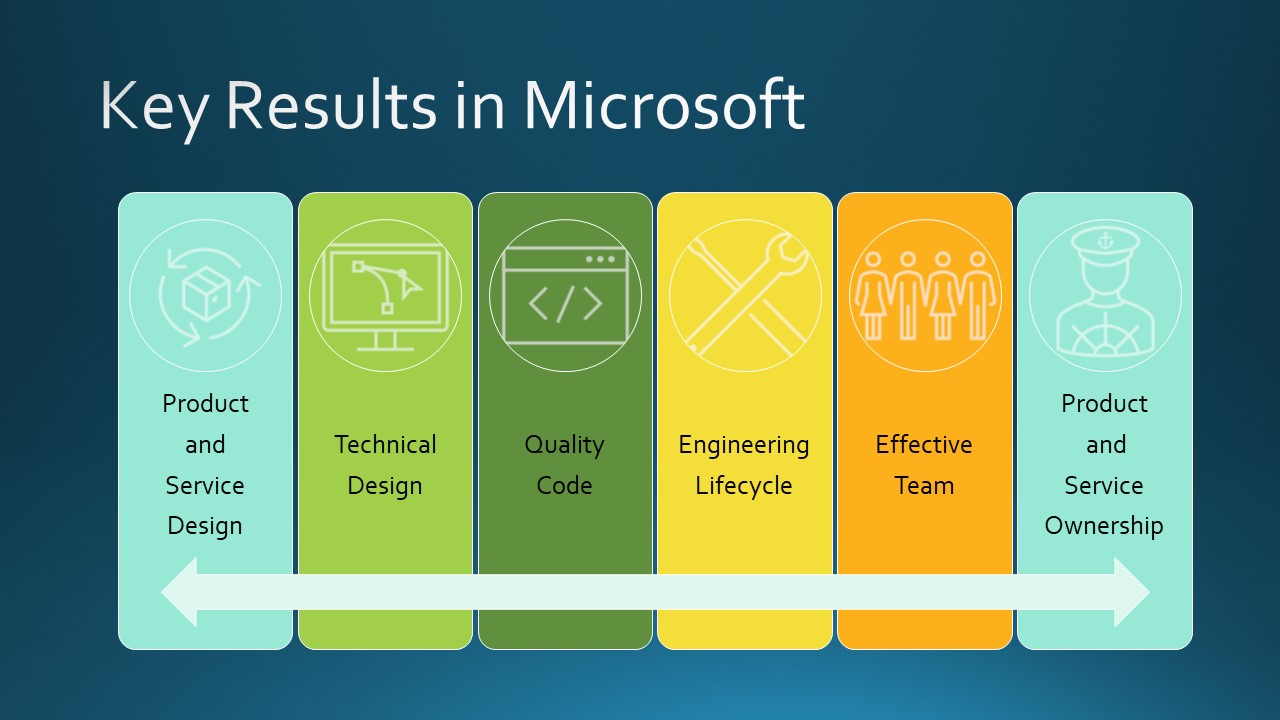 Key Results in Microsoft
Product
and
Service
Design
Technical
Design
Quality
Code
Engineering
Lifecycle
Effective
Team
Product
and
Service
Ownership